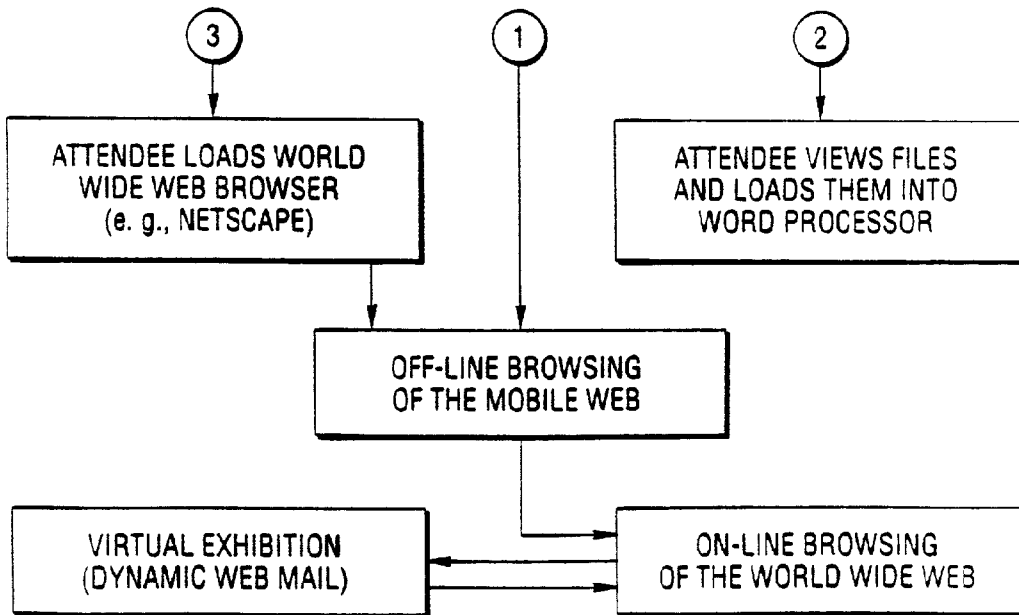 3
1
2
ATTENDEE LOADS WORLD
WIDE WEB BROWSER
(e. g., NETSCAPE)
ATTENDEE VIEWS FILES
AND LOADS THEM INTO
WORD PROCESSOR
OFF-LINE BROWSING
OF THE MOBILE WEB
VIRTUAL EXHIBITION
(DYNAMIC WEB MAIL)
ON-LINE BROWSING
OF THE WORLD WIDE WEB